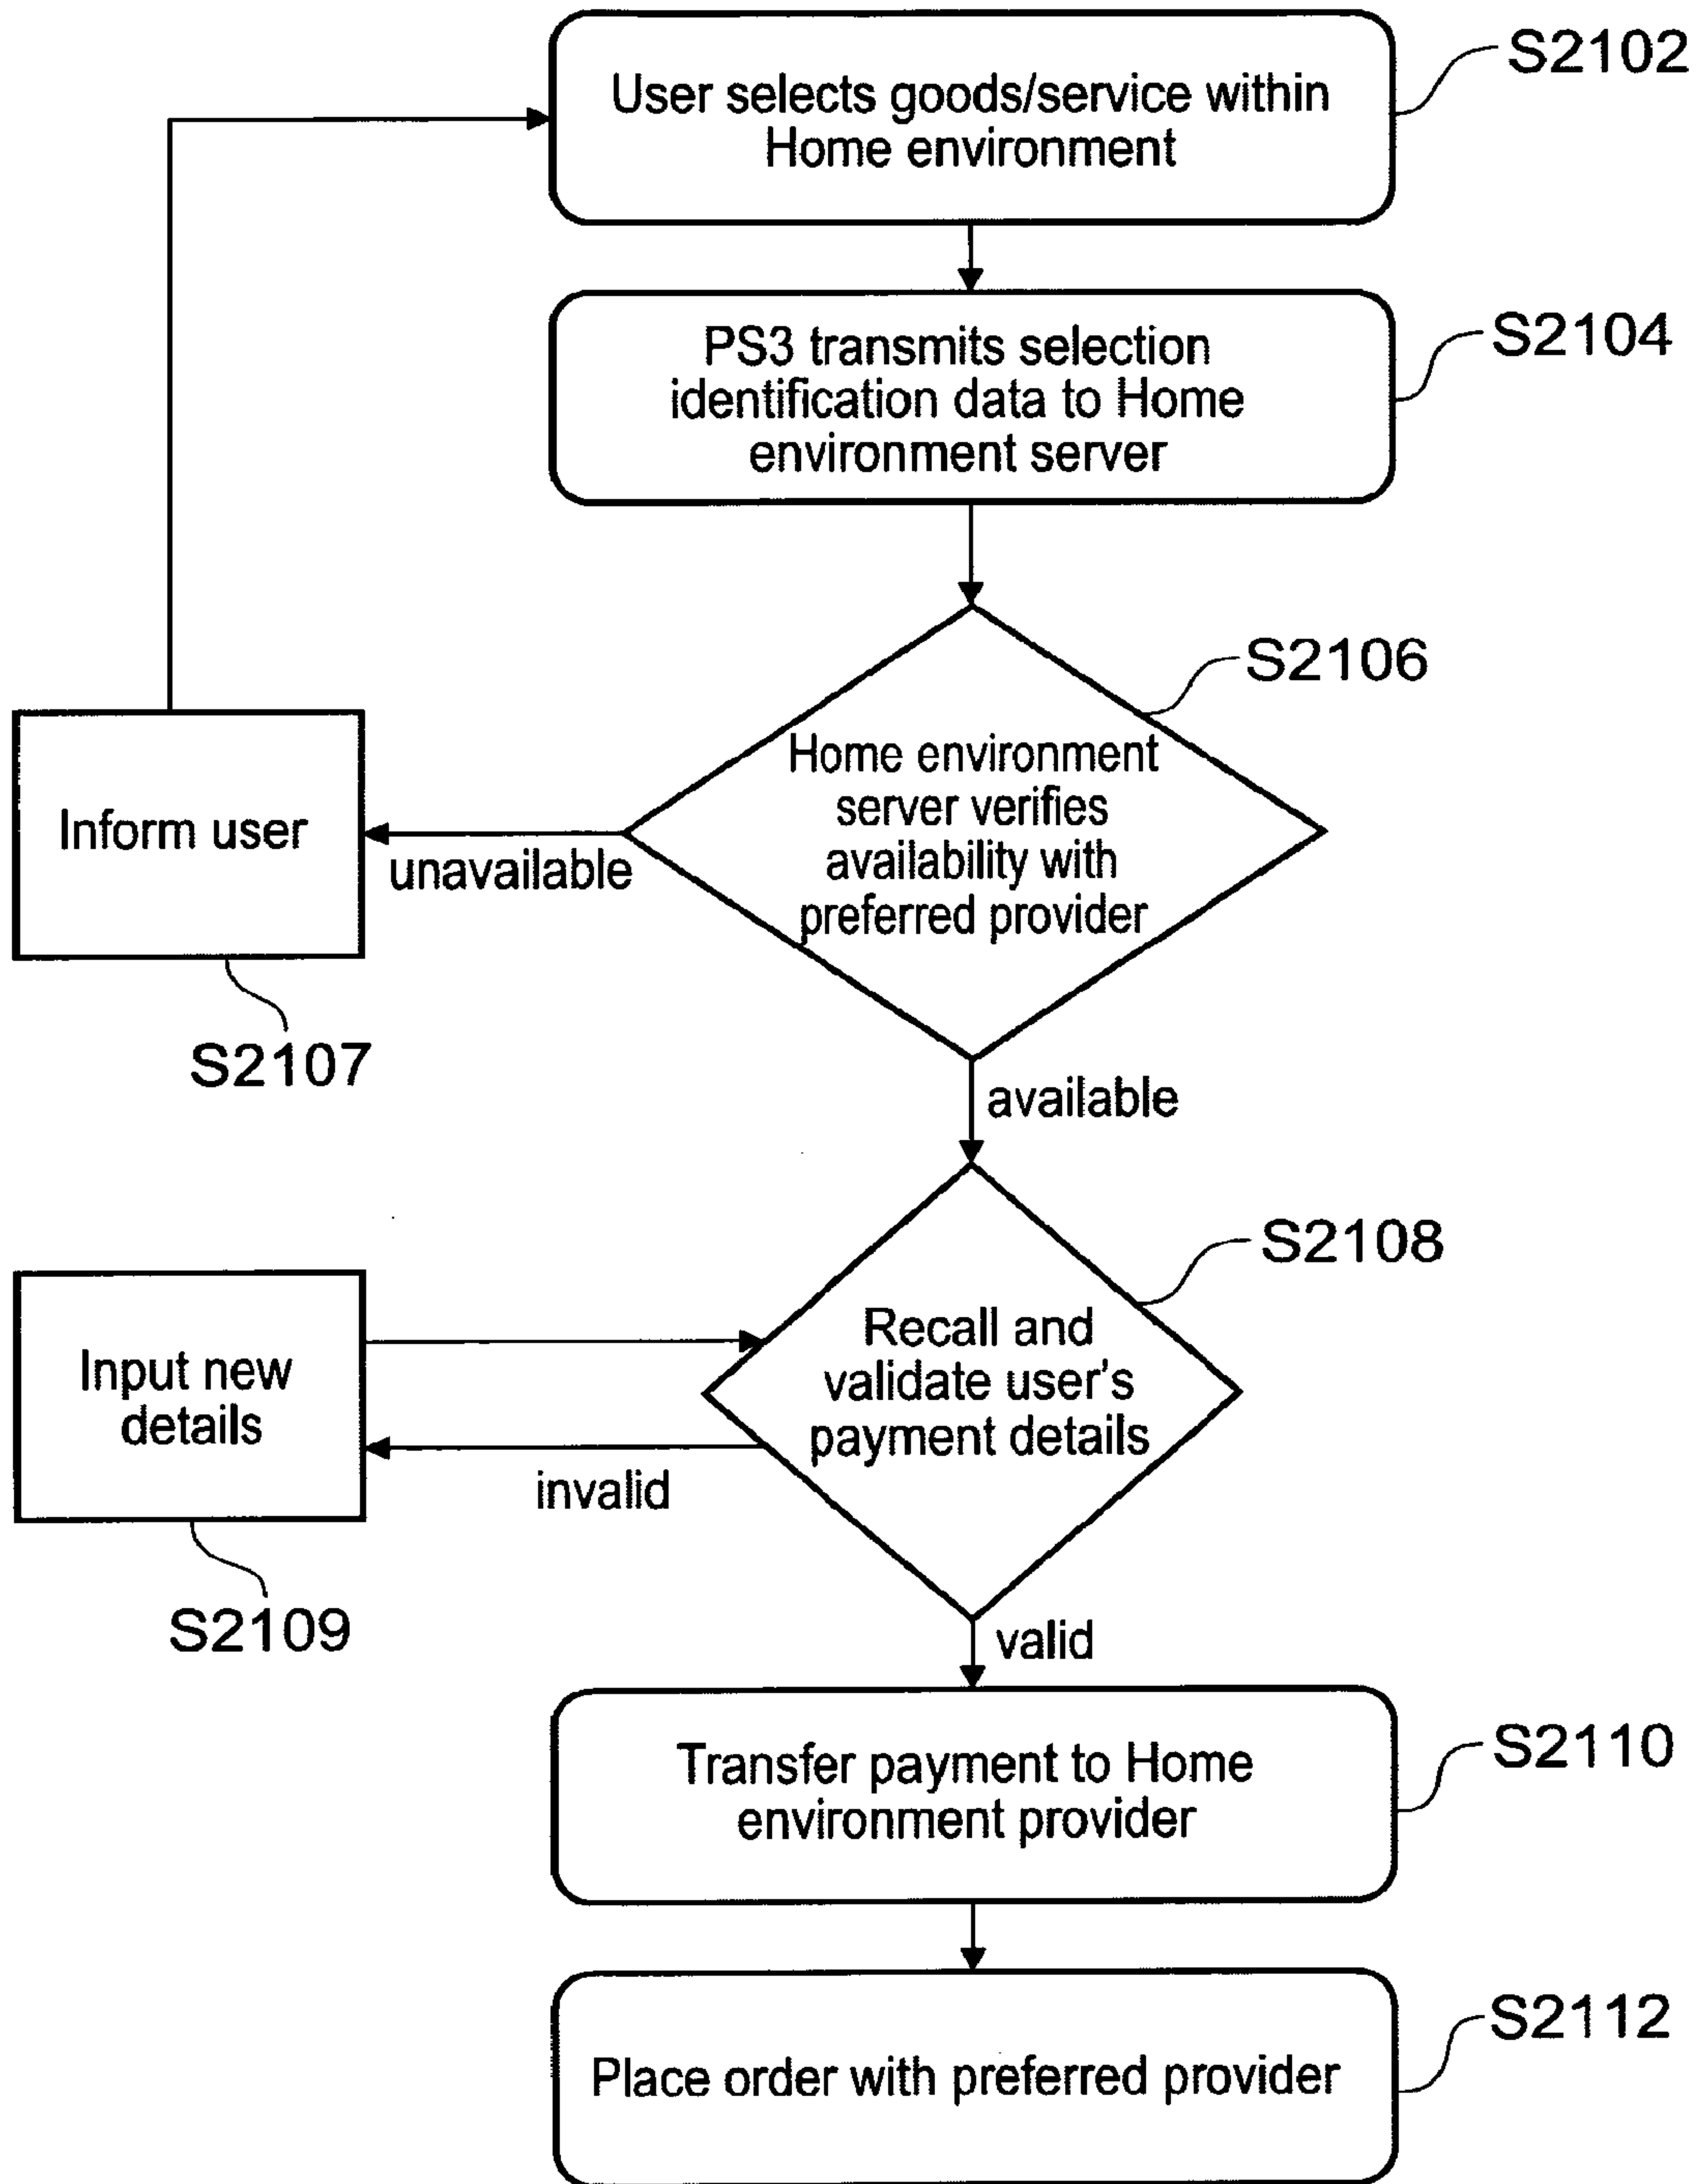 S2102
User selects goods/service within
Home environment
S2104
PS3 transmits selection
identification data to Home
environment server
S2106
Home environment
server verifies
availability with
preferred provider
Inform user
unavailable
S2107
available
S2108
Recall and
validate user's
payment details
Input new
details
invalid
S2109
valid
S2110
Transfer payment to Home
environment provider
S2112
Place order with preferred provider